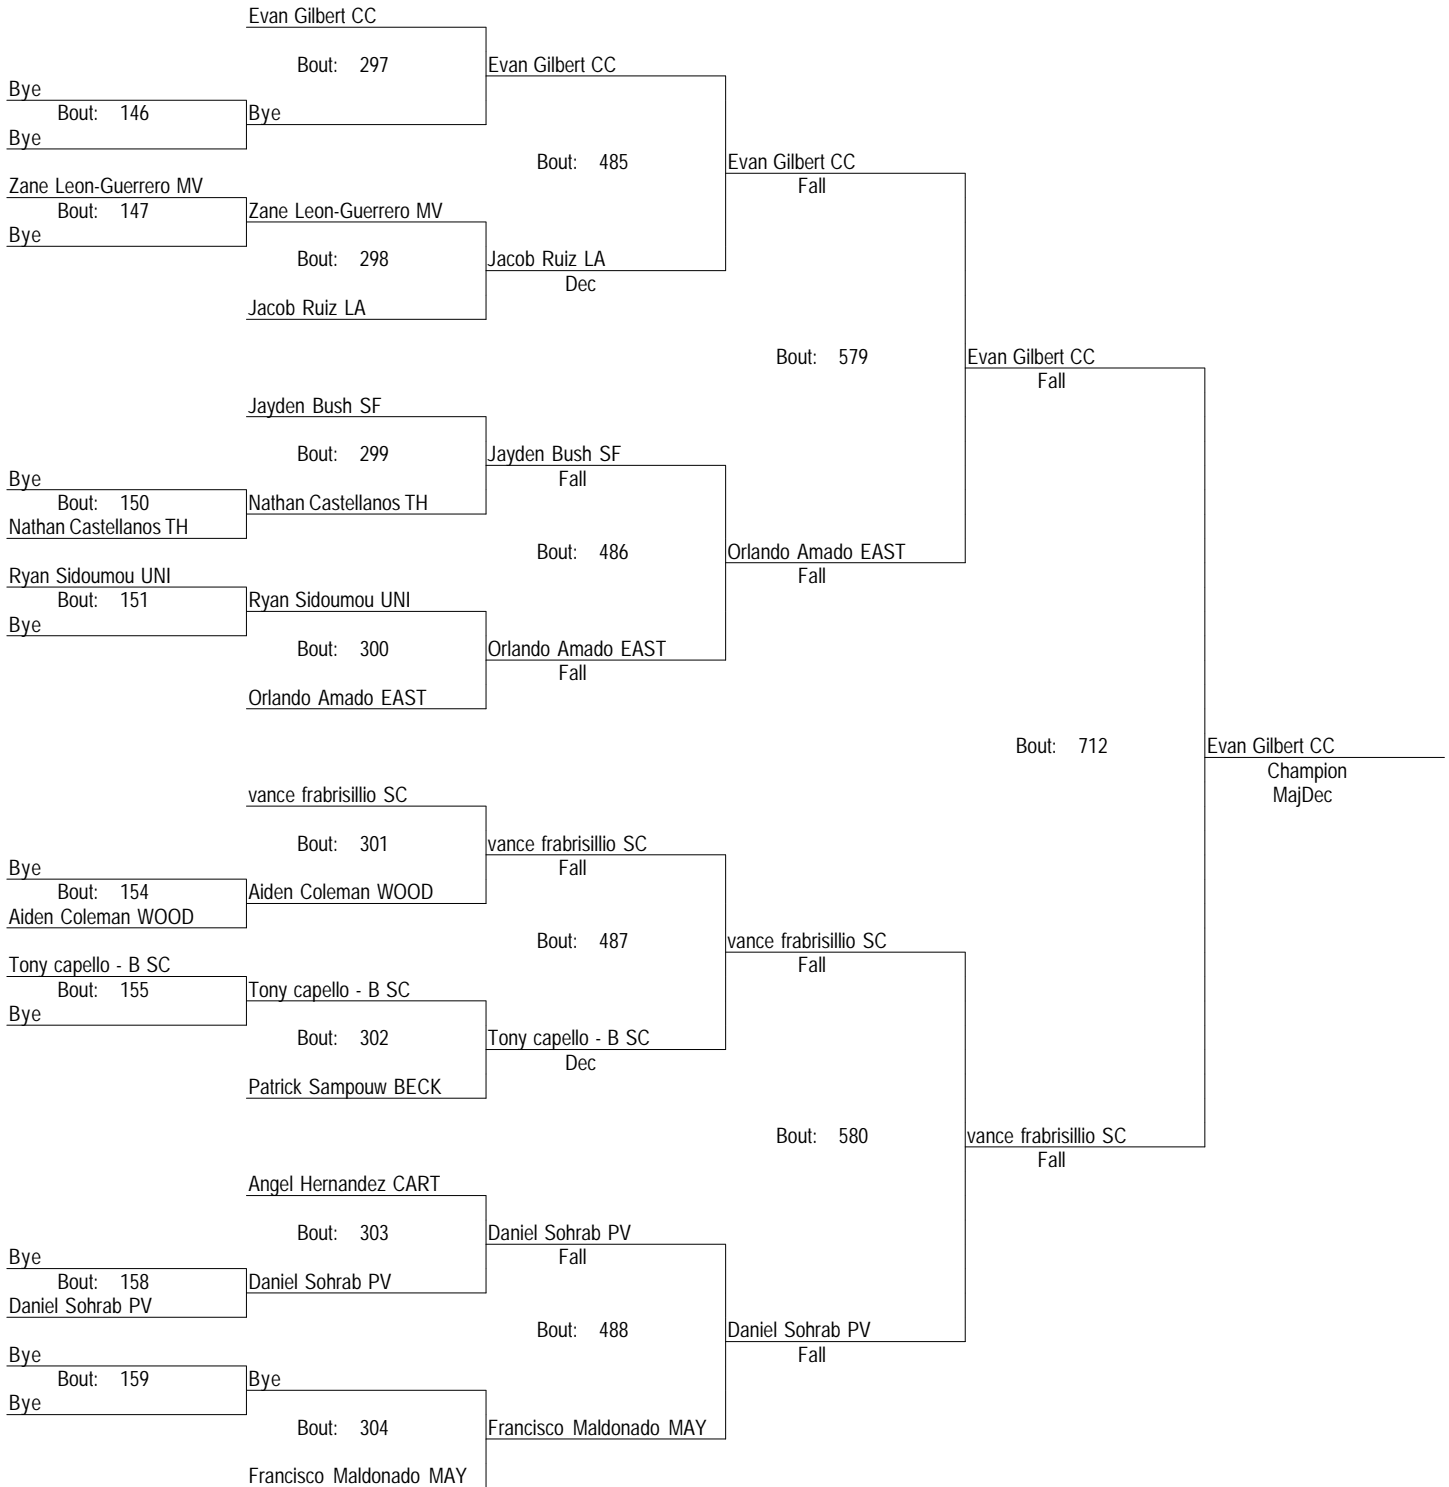 Evan Gilbert CC
Bout: 297
Evan Gilbert CC
Bye
Bout: 146
Bye
Bye
Bout: 485
Evan Gilbert CC
Fall
Zane Leon-Guerrero MV
Bout: 147
Zane Leon-Guerrero MV
Bye
Bout: 298
Jacob Ruiz LA
Dec
Jacob Ruiz LA
Bout: 579
Evan Gilbert CC
Fall
Jayden Bush SF
Bout: 299
Jayden Bush SF
Fall
Bye
Bout: 150
Nathan Castellanos TH
Nathan Castellanos TH
Bout: 486
Orlando Amado EAST
Fall
Ryan Sidoumou UNI
Bout: 151
Ryan Sidoumou UNI
Bye
Bout: 300
Orlando Amado EAST
Fall
Orlando Amado EAST
Bout: 712
Evan Gilbert CC
Champion
MajDec
vance frabrisillio SC
Bout: 301
vance frabrisillio SC
Fall
Bye
Bout: 154
Aiden Coleman WOOD
Aiden Coleman WOOD
Bout: 487
vance frabrisillio SC
Fall
Tony capello - B SC
Bout: 155
Tony capello - B SC
Bye
Bout: 302
Tony capello - B SC
Dec
Patrick Sampouw BECK
Bout: 580
vance frabrisillio SC
Fall
Angel Hernandez CART
Bout: 303
Daniel Sohrab PV
Fall
Bye
Bout: 158
Daniel Sohrab PV
Daniel Sohrab PV
Bout: 488
Daniel Sohrab PV
Fall
Bye
Bout: 159
Bye
Bye
Bout: 304
Francisco Maldonado MAY
Francisco Maldonado MAY